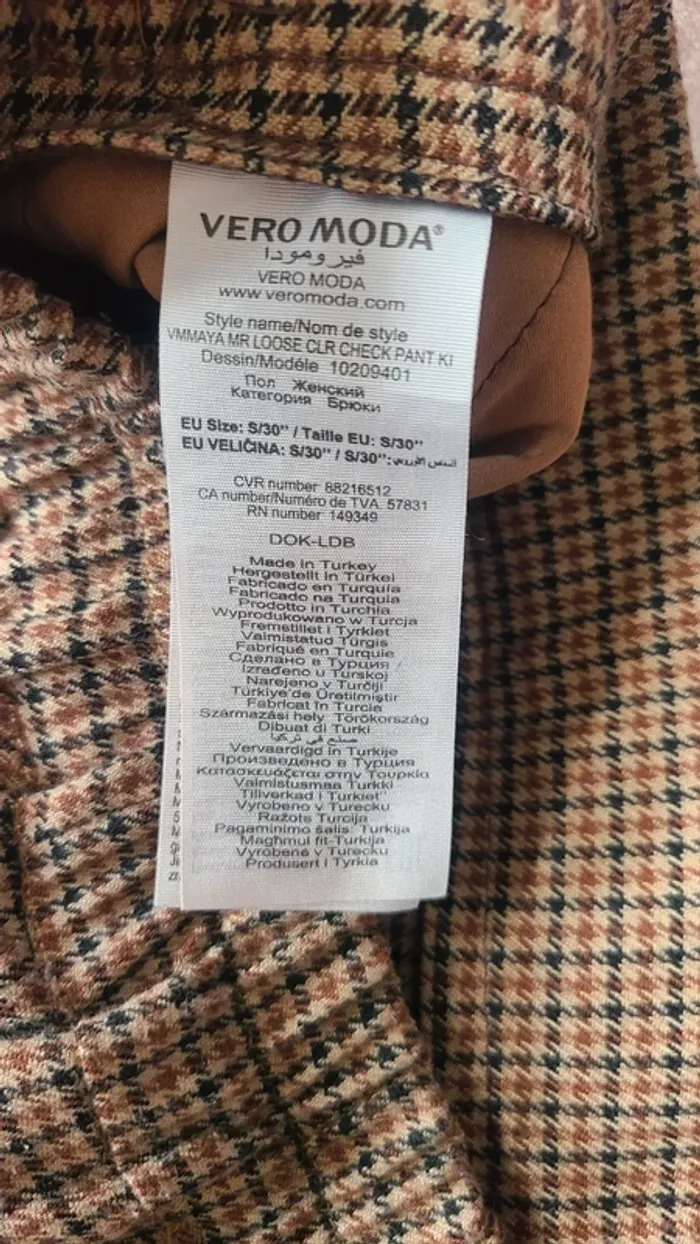 VERO MODA®
فيرومودا
VERO MODA
www.veromoda.com
Style name/Nom de style
VMMAYA MR LOOSE CLR CHECK PANT KI
Dessin/Modéle 10209401
Пол Женский
Категория Брюки
EU Size: S/30" / Taille EU: S/30"
EU VELIČINA: S/30" / S/30":
CVR number 88216512
CA number/Numéro de TVA 57831
RN number 149349
DOK-LDB
Made in Turkey
Hergestellt in Türkei
Fabricado en Turquía
Fabricado na Turquia
Prodotto in Turchia
Wyprodukowano w Turcja
Fremstillet i Tyrkiet
Valmistatud Türgis
Fabriqué en Turquie
Сделано в Турция
Izrađeno u Turskoj
Narejeno v Turčiji
Türkiye'de Üretilmiştir
Fabricat în Turcia
Származási hely Törökország
Dibuat di Turki
صنع في تركيا
Vervaardigd in Turkije
Произведено в Турция
Κατασκευάζεται στην Τουρκία
Valmistusmaa Turkki
Tillverkad i Turkiet"
Vyrobeno v Turecku
Ražots Turcija
Pagaminimo šalis: Turkija
Magħmul fit-Turkija
Vyrobené v Turecku
Produsert i Tyrkia